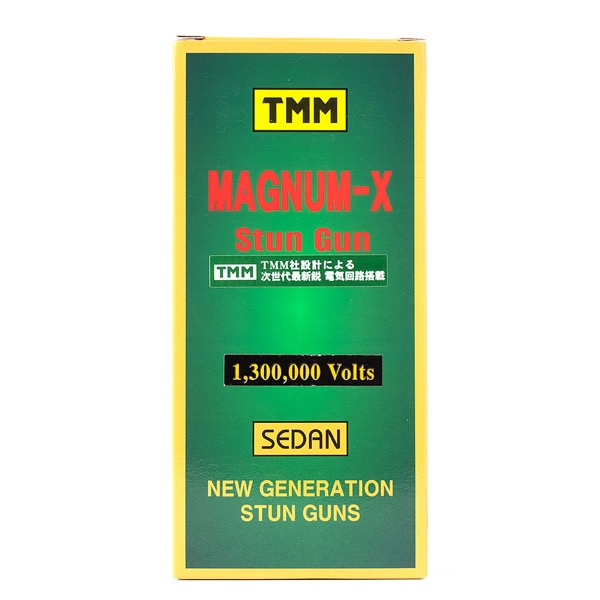 TMM
MAGNUM-X
Stun Gun
TMM
TMM社設計による
次世代最新鋭 電気回路搭載
1,300,000 Volts
SEDAN
NEW GENERATION
STUN GUNS